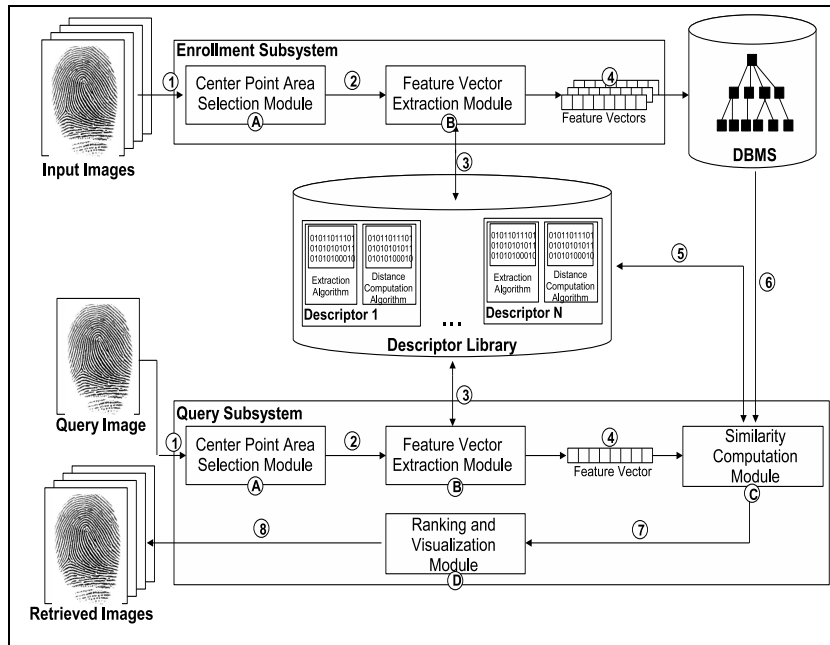 Enrollment Subsystem
1
Center Point Area
Selection Module
A
2
Feature Vector
Extraction Module
B
4
Feature Vectors
DBMS
Input Images
3
01011011101
01010101011
01010100010
Extraction
Algorithm
01011011101
01010101011
01010100010
Distance
Computation
Algorithm
Descriptor 1
...
01011011101
01010101011
01010100010
Extraction
Algorithm
01011011101
01010101011
01010100010
Distance
Computation
Algorithm
Descriptor N
Descriptor Library
5
6
3
Query Image
Query Subsystem
1
Center Point Area
Selection Module
A
2
Feature Vector
Extraction Module
B
4
Feature Vector
Similarity
Computation
Module
C
7
Ranking and
Visualization
Module
D
8
Retrieved Images